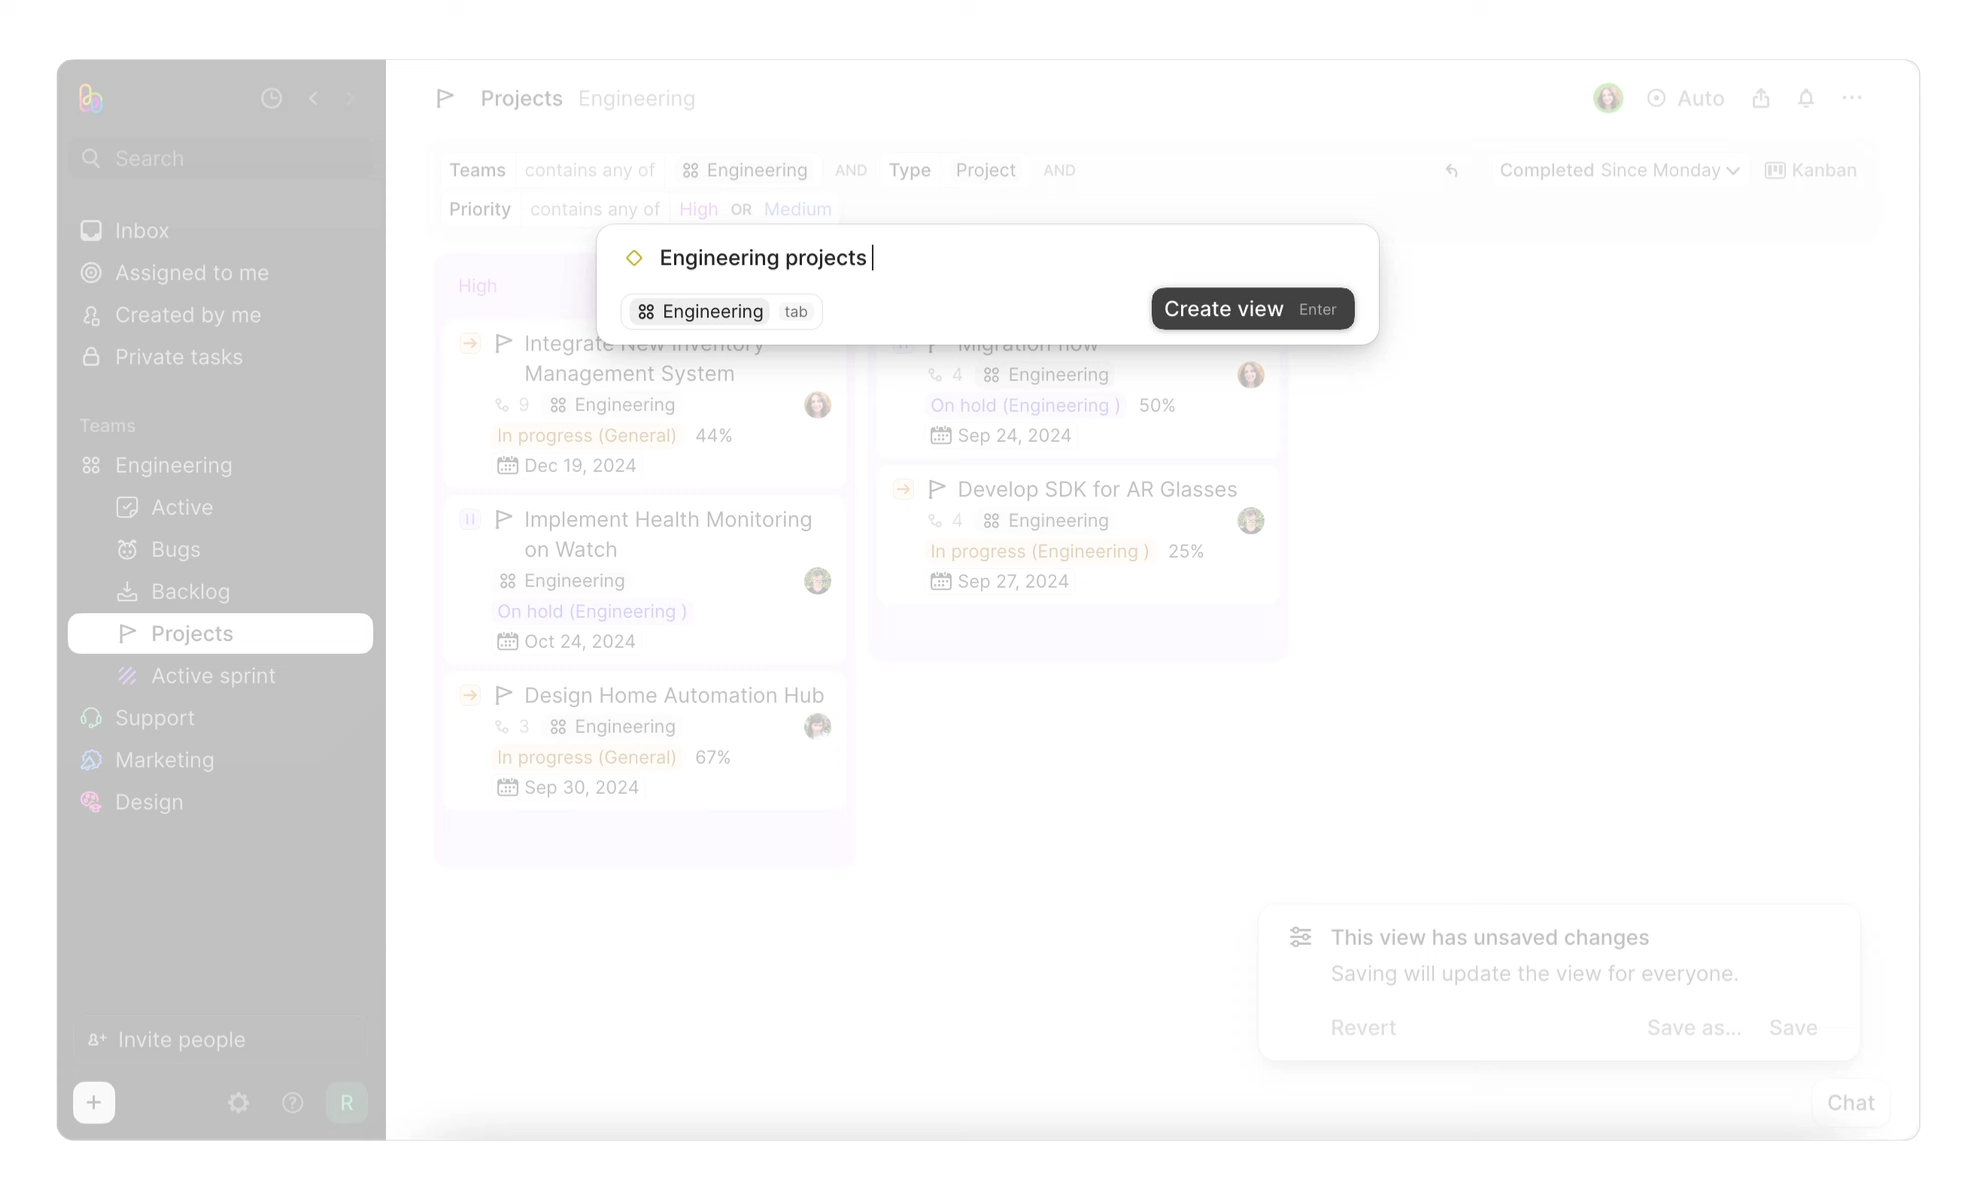 Search
Inbox
Assigned to me
Created by me
Private tasks
Teams
Engineering
Active
Bugs
Backlog
Projects
Active sprint
Support
Marketing
Design
Invite people
R
Projects Engineering
Auto
Teams contains any of Engineering AND Type Project AND
Completed Since Monday Kanban
Priority contains any of High OR Medium
Engineering projects
Engineering tab
Create view Enter
High
Integrate New Inventory
Management System
9 Engineering
In progress (General) 44%
Dec 19, 2024
Implement Health Monitoring
on Watch
Engineering
On hold (Engineering )
Oct 24, 2024
Design Home Automation Hub
3 Engineering
In progress (General) 67%
Sep 30, 2024
Migration flow
4 Engineering
On hold (Engineering ) 50%
Sep 24, 2024
Develop SDK for AR Glasses
4 Engineering
In progress (Engineering ) 25%
Sep 27, 2024
This view has unsaved changes
Saving will update the view for everyone.
Revert Save as... Save
Chat